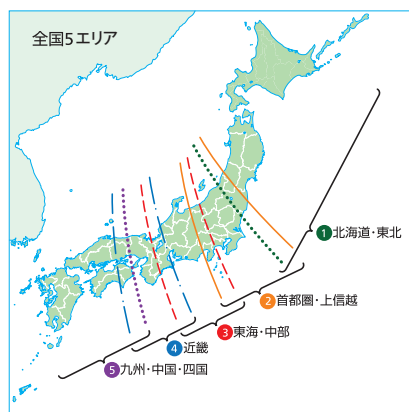 全国5エリア
1北海道・東北
2首都圏・上信越
3東海・中部
4近畿
5九州・中国・四国